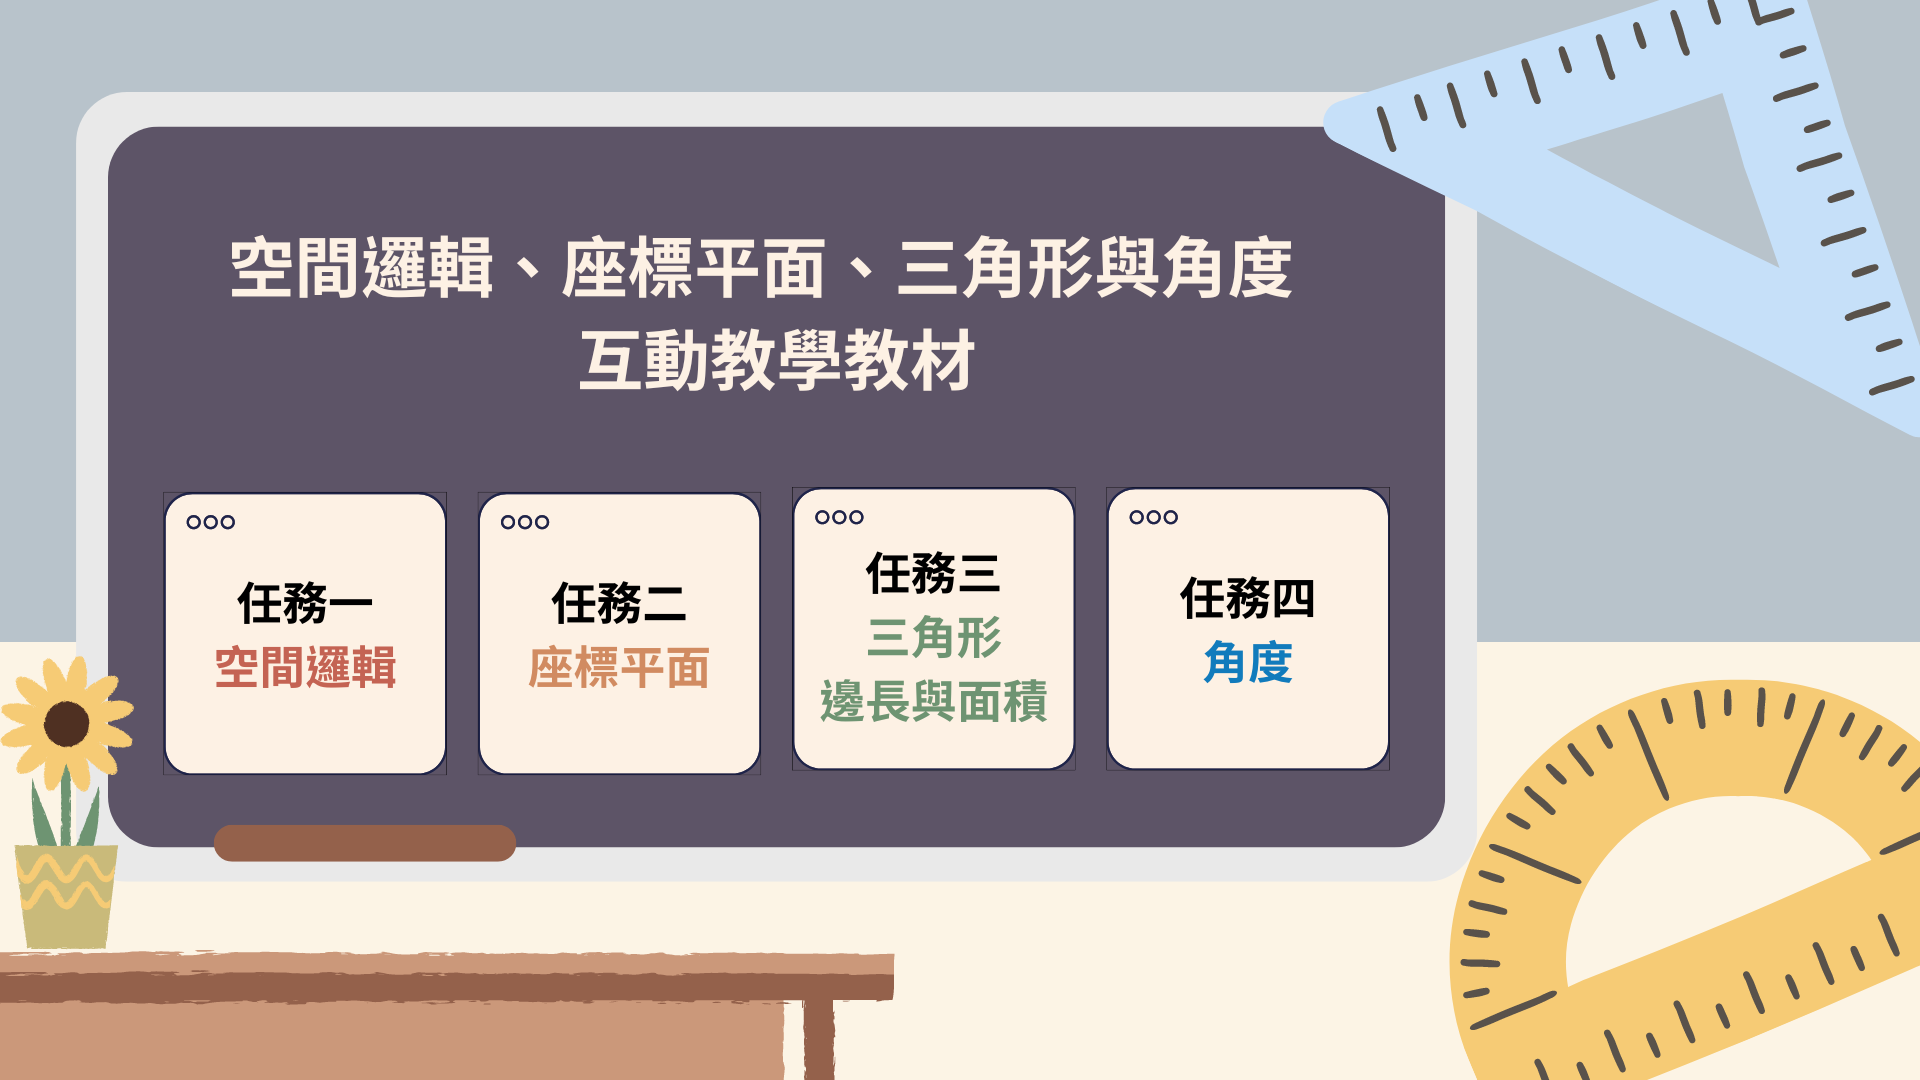 空間邏輯、座標平面、三角形與角度
互動教學教材
任務一
空間邏輯
任務二
座標平面
任務三
三角形
邊長與面積
任務四
角度